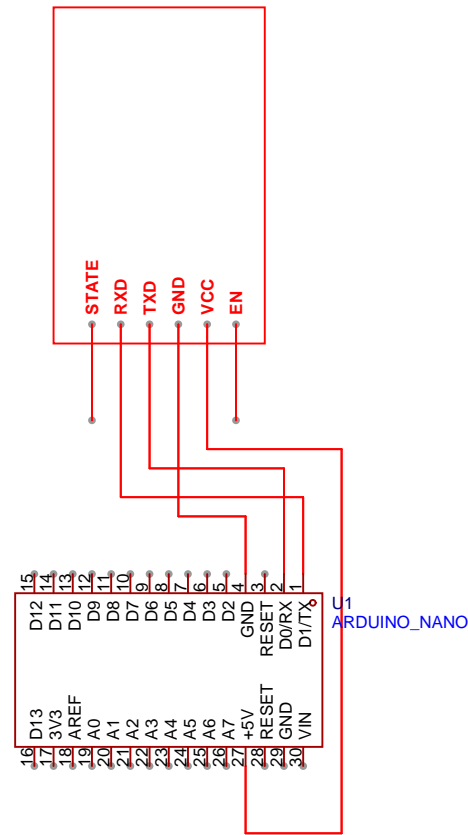 STATE
RXD
TXD
GND
VCC
EN
15
14
13
12
11
10
9
8
7
6
5
4
3
2
1
D12
D11
D10
D9
D8
D7
D6
D5
D4
D3
D2
GND
RESET
D0/RX
D1/TX
U1
ARDUINO_NANO
D13
3V3
AREF
A0
A1
A2
A3
A4
A5
A6
A7
+5V
RESET
GND
VIN
16
17
18
19
20
21
22
23
24
25
26
27
28
29
30